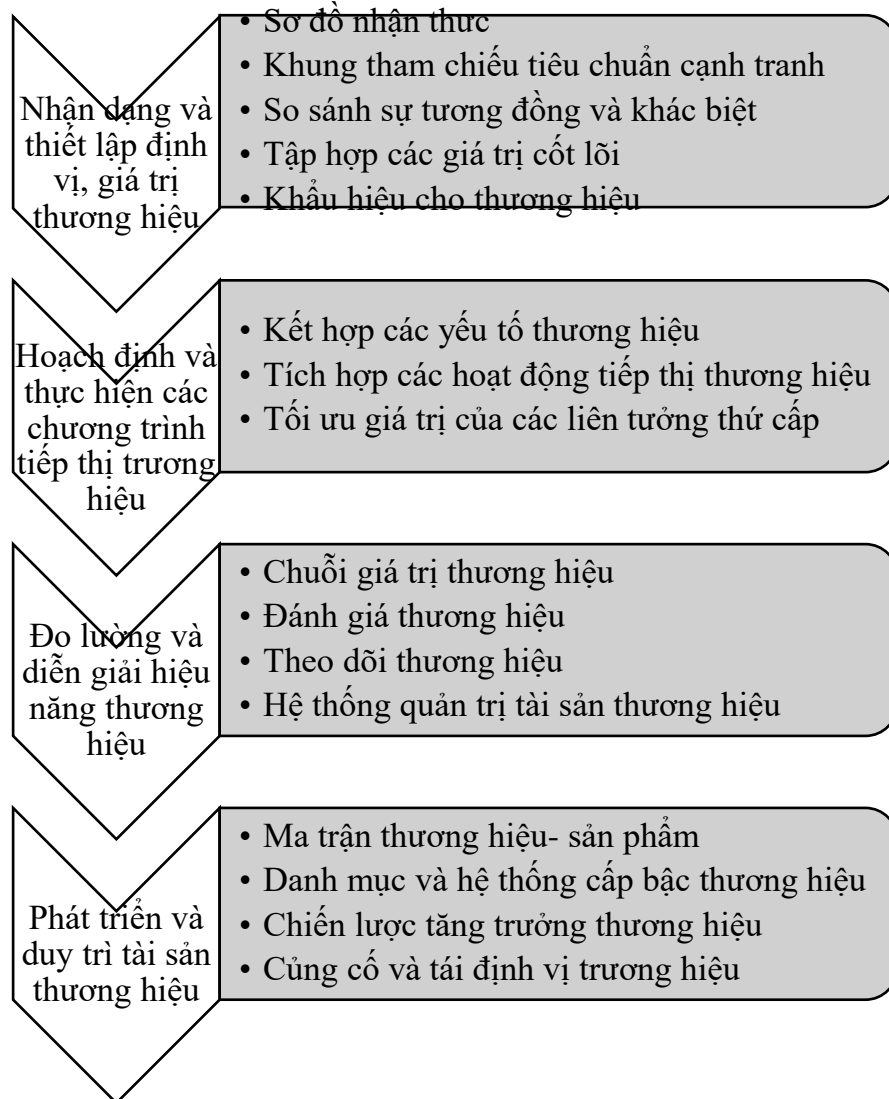 Nhận dạng và
thiết lập định
vị, giá trị
thương hiệu
• Sơ đồ nhận thức
• Khung tham chiếu tiêu chuẩn cạnh tranh
• So sánh sự tương đồng và khác biệt
• Tập hợp các giá trị cốt lõi
• Khẩu hiệu cho thương hiệu
Hoạch định và
thực hiện các
chương trình
tiếp thị trương
hiệu
• Kết hợp các yếu tố thương hiệu
• Tích hợp các hoạt động tiếp thị thương hiệu
• Tối ưu giá trị của các liên tưởng thứ cấp
Đo lường và
diễn giải hiệu
năng thương
hiệu
• Chuỗi giá trị thương hiệu
• Đánh giá thương hiệu
• Theo dõi thương hiệu
• Hệ thống quản trị tài sản thương hiệu
Phát triển và
duy trì tài sản
thương hiệu
• Ma trận thương hiệu- sản phẩm
• Danh mục và hệ thống cấp bậc thương hiệu
• Chiến lược tăng trưởng thương hiệu
• Củng cố và tái định vị trương hiệu